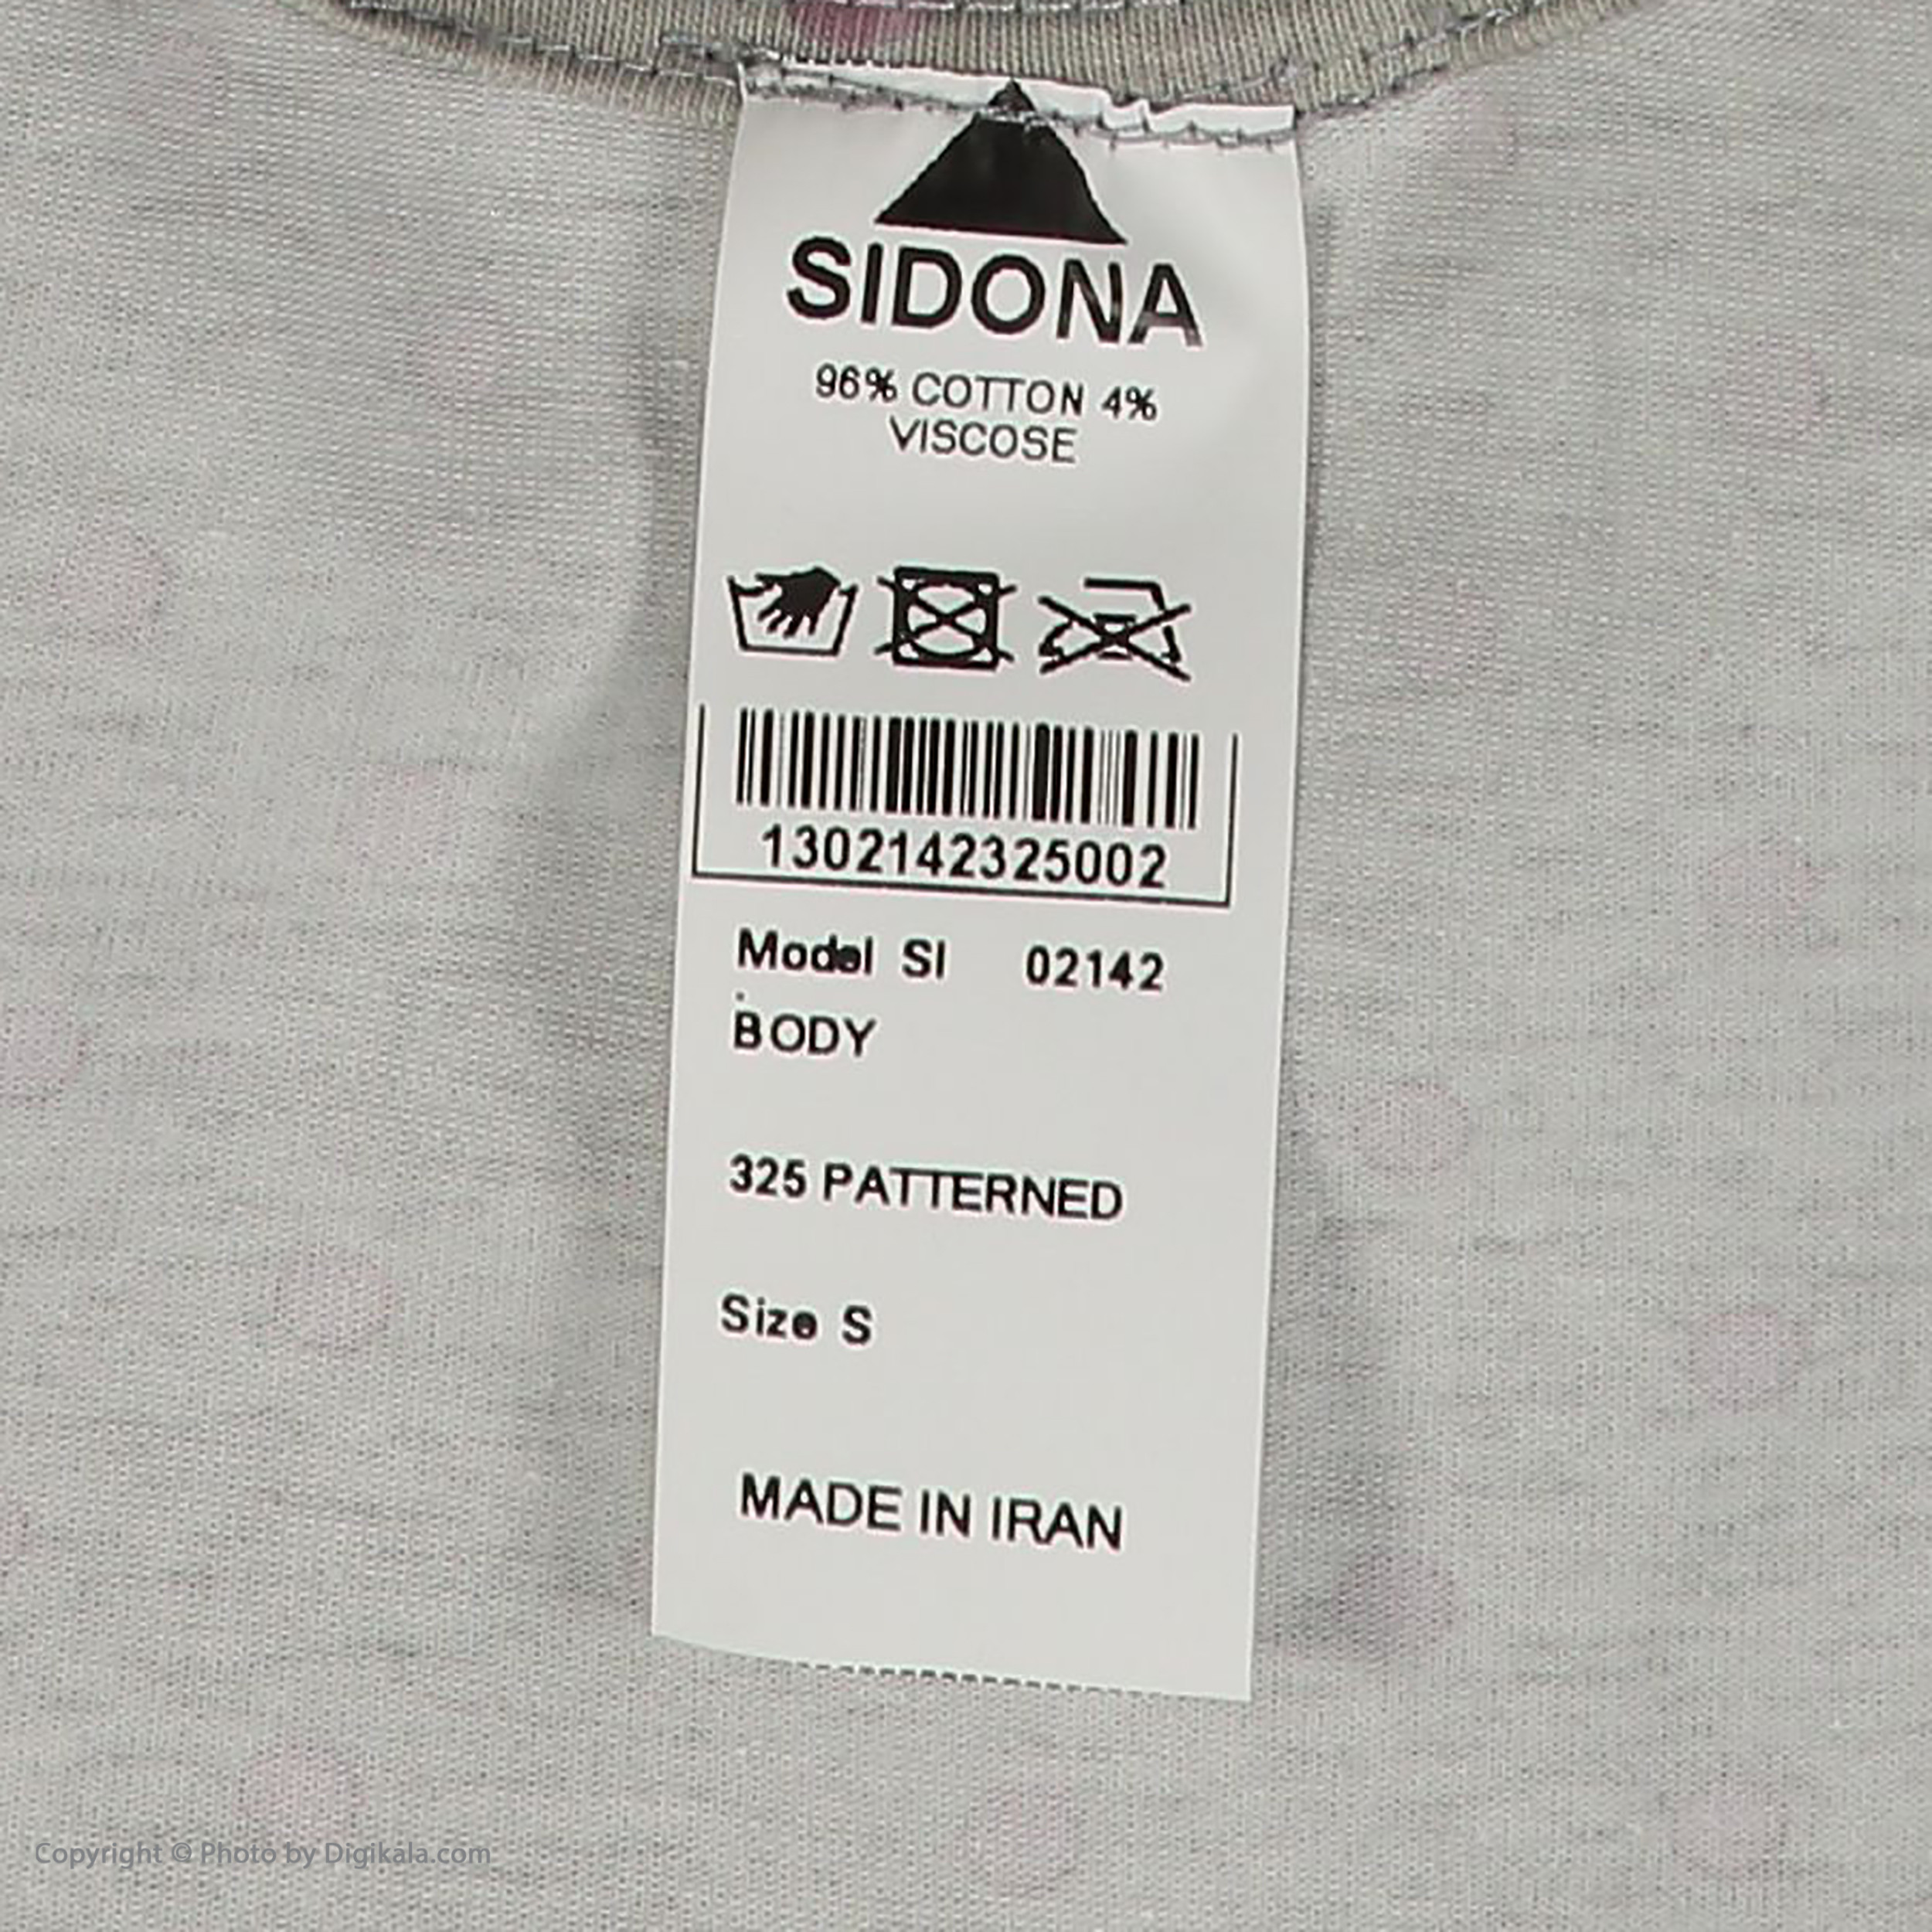 SIDONA
96% COTTON 4%
VISCOSE
1302142325002
Model SI 02142
BODY
325 PATTERNED
Size S
MADE IN IRAN
Copyright © Photo by Digikala.com